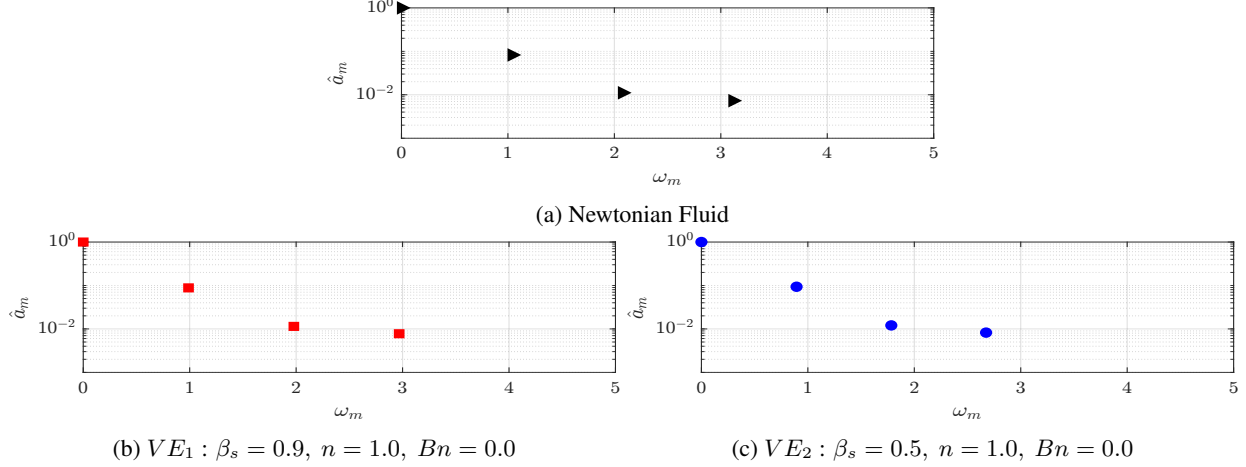 10^0
10^{-2}
â_m
0 1 2 3 4 5
ω_m
(a) Newtonian Fluid
10^0
10^{-2}
â_m
0 1 2 3 4 5
ω_m
(b) VE_1 : β_s = 0.9, n = 1.0, Bn = 0.0
10^0
10^{-2}
â_m
0 1 2 3 4 5
ω_m
(c) VE_2 : β_s = 0.5, n = 1.0, Bn = 0.0